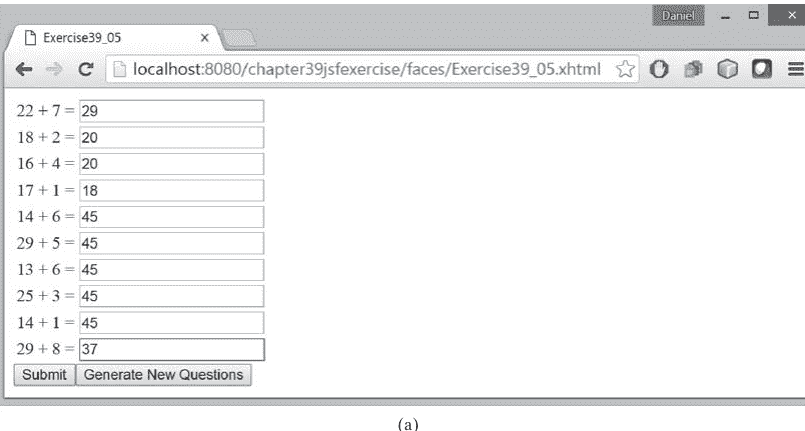 Daniel
Exercise39_05
localhost:8080/chapter39jsfexercise/faces/Exercise39_05.xhtml
22 + 7 = 29
18 + 2 = 20
16 + 4 = 20
17 + 1 = 18
14 + 6 = 45
29 + 5 = 45
13 + 6 = 45
25 + 3 = 45
14 + 1 = 45
29 + 8 = 37
Submit Generate New Questions
(a)